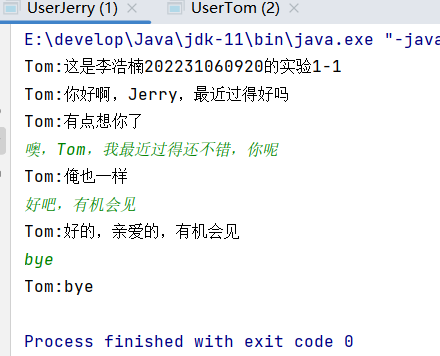 UserJerry (1) × UserTom (2) ×
E:\develop\Java\jdk-11\bin\java.exe "-java
Tom:这是李浩楠202231060920的实验1-1
Tom:你好啊，Jerry，最近过得好吗
Tom:有点想你了
噢，Tom，我最近过得还不错，你呢
Tom:俺也一样
好吧，有机会见
Tom:好的，亲爱的，有机会见
bye
Tom:bye
Process finished with exit code 0